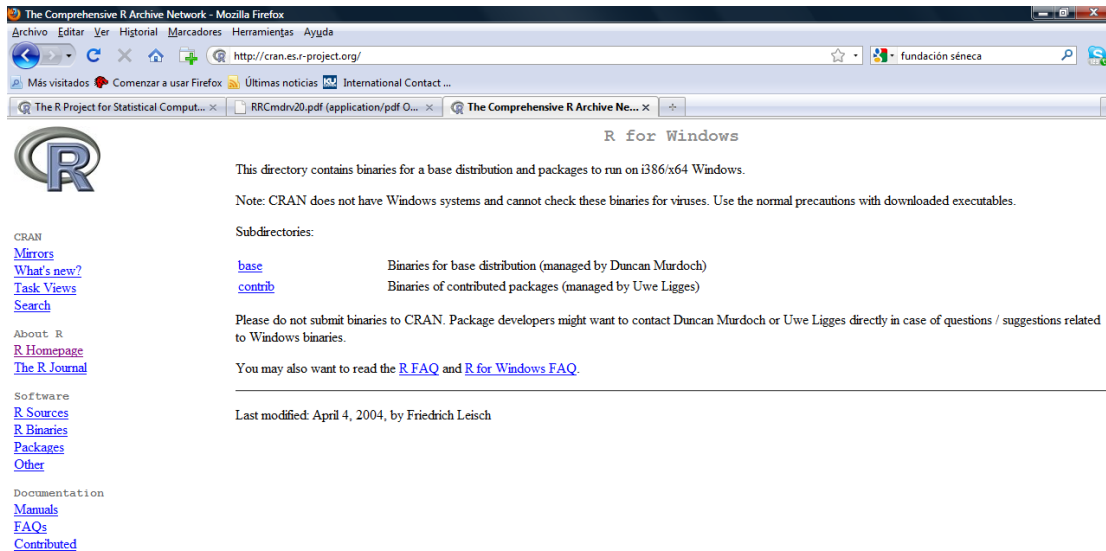 The Comprehensive R Archive Network - Mozilla Firefox
Archivo Editar Ver Historial Marcadores Herramientas Ayuda
http://cran.es.r-project.org/
fundación séneca
Más visitados Comenzar a usar Firefox Últimas noticias KU International Contact ...
The R Project for Statistical Comput... RRCmdrv20.pdf (application/pdf O... The Comprehensive R Archive Ne...
R
R for Windows
This directory contains binaries for a base distribution and packages to run on i386/x64 Windows.
Note: CRAN does not have Windows systems and cannot check these binaries for viruses. Use the normal precautions with downloaded executables.
Subdirectories:
base Binaries for base distribution (managed by Duncan Murdoch)
contrib Binaries of contributed packages (managed by Uwe Ligges)
Please do not submit binaries to CRAN. Package developers might want to contact Duncan Murdoch or Uwe Ligges directly in case of questions / suggestions related
to Windows binaries.
You may also want to read the R FAQ and R for Windows FAQ.
Last modified: April 4, 2004, by Friedrich Leisch
CRAN
Mirrors
What's new?
Task Views
Search
About R
R Homepage
The R Journal
Software
R Sources
R Binaries
Packages
Other
Documentation
Manuals
FAQs
Contributed